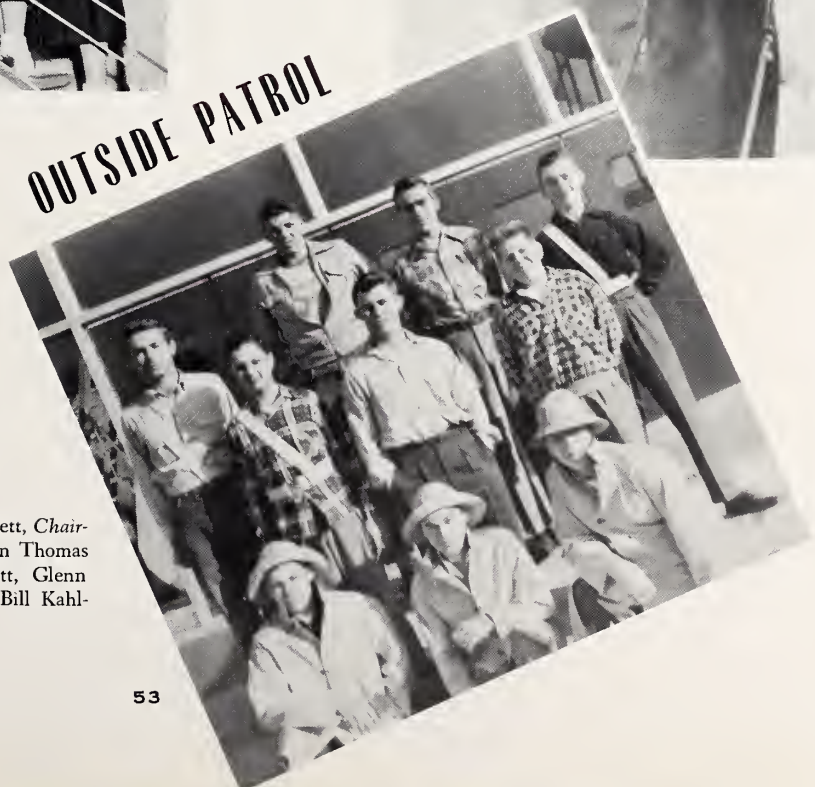 OUTSIDE PATROL
ett, Chair-
n Thomas
tt, Glenn
Bill Kahl-
53